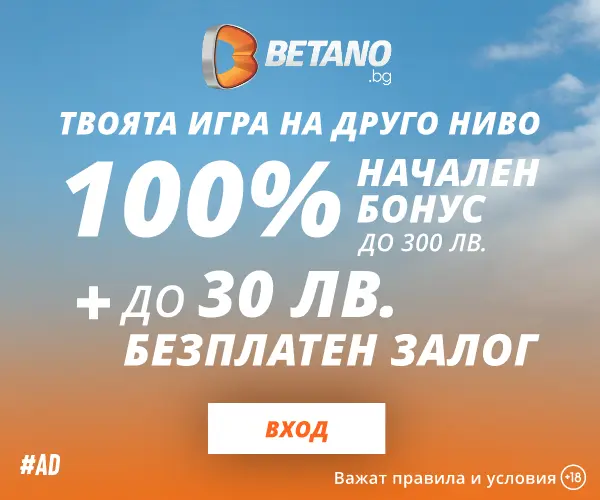 BETANO
.bg
ТВОЯТА ИГРА НА ДРУГО НИВО
100% НАЧАЛЕН
БОНУС
ДО 300 ЛВ.
+ ДО 30 ЛВ.
БЕЗПЛАТЕН ЗАЛОГ
ВХОД
#AD
Важат правила и условия +18